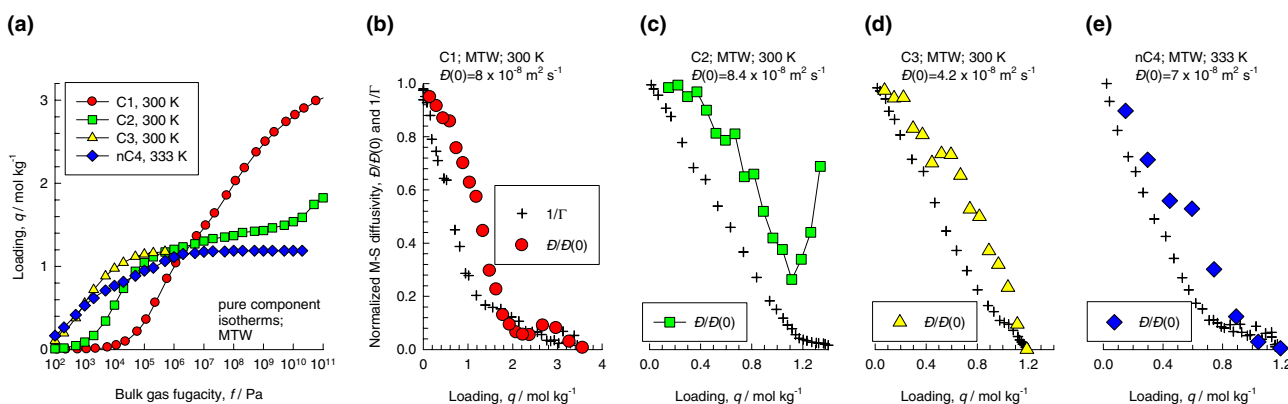 (a)
3
2
1
0
10² 10³ 10⁴ 10⁵ 10⁶ 10⁷ 10⁸ 10⁹ 10¹⁰ 10¹¹
Loading, q / mol kg⁻¹
Bulk gas fugacity, f / Pa
C1, 300 K
C2, 300 K
C3, 300 K
nC4, 333 K
pure component
isotherms;
MTW
(b)
C1; MTW; 300 K
Đ(0)=8 x 10⁻⁸ m² s⁻¹
Normalized M-S diffusivity, Đ/Đ(0) and 1/Γ
1.0
0.8
0.6
0.4
0.2
0.0
0 1 2 3 4
Loading, q / mol kg⁻¹
1/Γ
Đ/Đ(0)
(c)
C2; MTW; 300 K
Đ(0)=8.4 x 10⁻⁸ m² s⁻¹
Đ/Đ(0)
0.0 0.4 0.8 1.2
Loading, q / mol kg⁻¹
(d)
C3; MTW; 300 K
Đ(0)=4.2 x 10⁻⁸ m² s⁻¹
Đ/Đ(0)
0.0 0.4 0.8 1.2
Loading, q / mol kg⁻¹
(e)
nC4; MTW; 333 K
Đ(0)=7 x 10⁻⁸ m² s⁻¹
Đ/Đ(0)
0.0 0.4 0.8 1.2
Loading, q / mol kg⁻¹